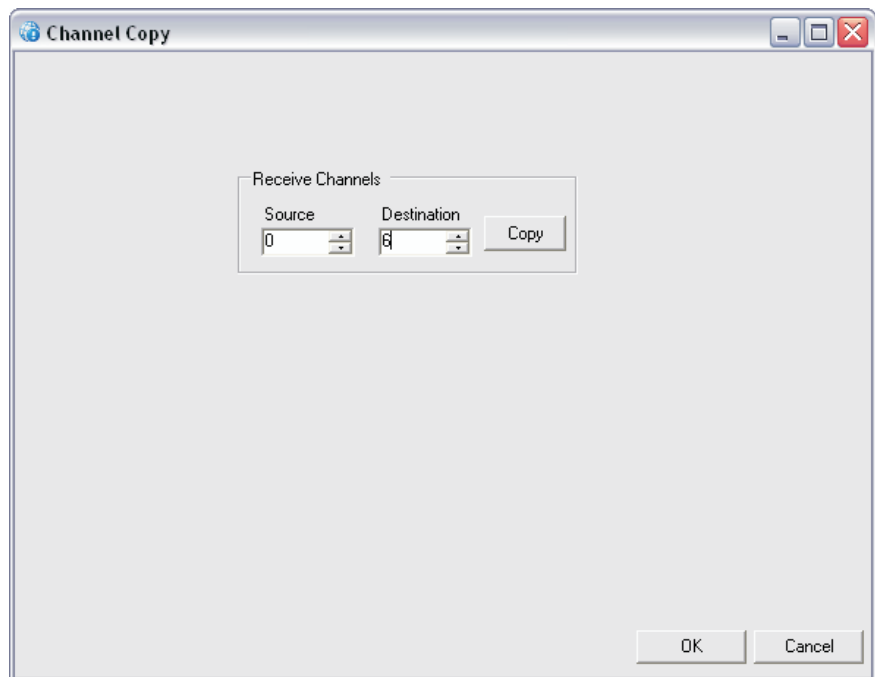 Channel Copy
Receive Channels
Source Destination
0 6 Copy
OK Cancel